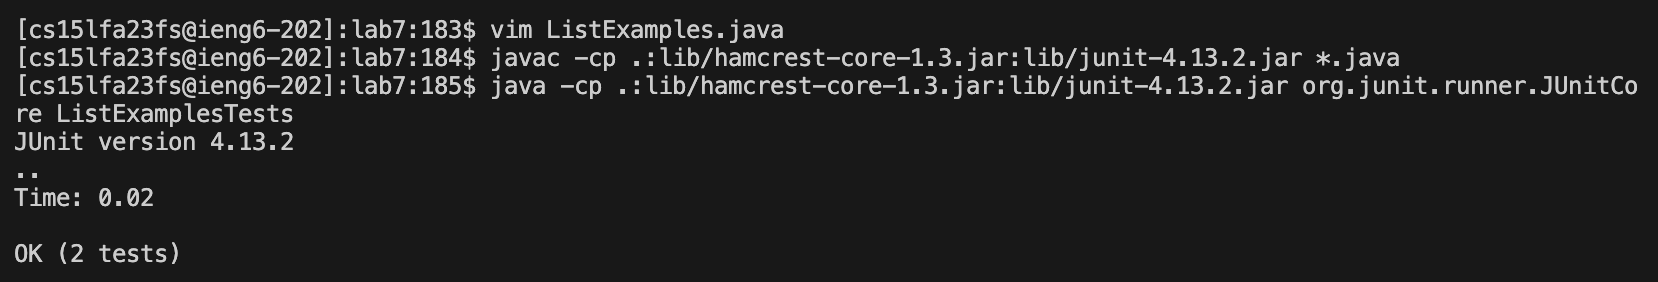 [cs15lfa23fs@ieng6-202]:lab7:183$ vim ListExamples.java
[cs15lfa23fs@ieng6-202]:lab7:184$ javac -cp .:lib/hamcrest-core-1.3.jar:lib/junit-4.13.2.jar *.java
[cs15lfa23fs@ieng6-202]:lab7:185$ java -cp .:lib/hamcrest-core-1.3.jar:lib/junit-4.13.2.jar org.junit.runner.JUnitCo
re ListExamplesTests
JUnit version 4.13.2
..
Time: 0.02
OK (2 tests)